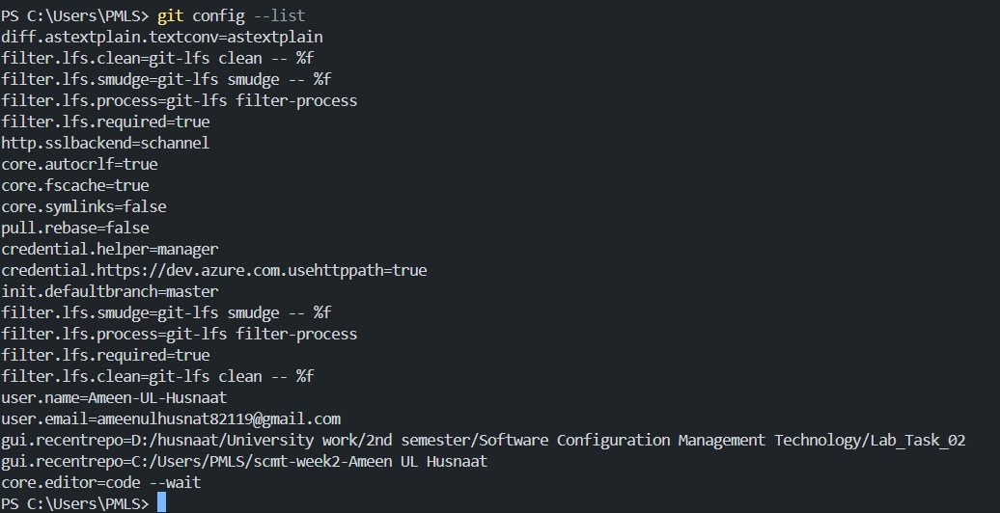 PS C:\Users\PMLS> git config --list
diff.astextplain.textconv=astextplain
filter.lfs.clean=git-lfs clean -- %f
filter.lfs.smudge=git-lfs smudge -- %f
filter.lfs.process=git-lfs filter-process
filter.lfs.required=true
http.sslbackend=schannel
core.autocrlf=true
core.fscache=true
core.symlinks=false
pull.rebase=false
credential.helper=manager
credential.https://dev.azure.com.usehttppath=true
init.defaultbranch=master
filter.lfs.smudge=git-lfs smudge -- %f
filter.lfs.process=git-lfs filter-process
filter.lfs.required=true
filter.lfs.clean=git-lfs clean -- %f
user.name=Ameen-UL-Husnaat
user.email=ameenulhusnat82119@gmail.com
gui.recentrepo=D:/husnaat/University work/2nd semester/Software Configuration Management Technology/Lab_Task_02
gui.recentrepo=C:/Users/PMLS/scmt-week2-Ameen UL Husnaat
core.editor=code --wait
PS C:\Users\PMLS>